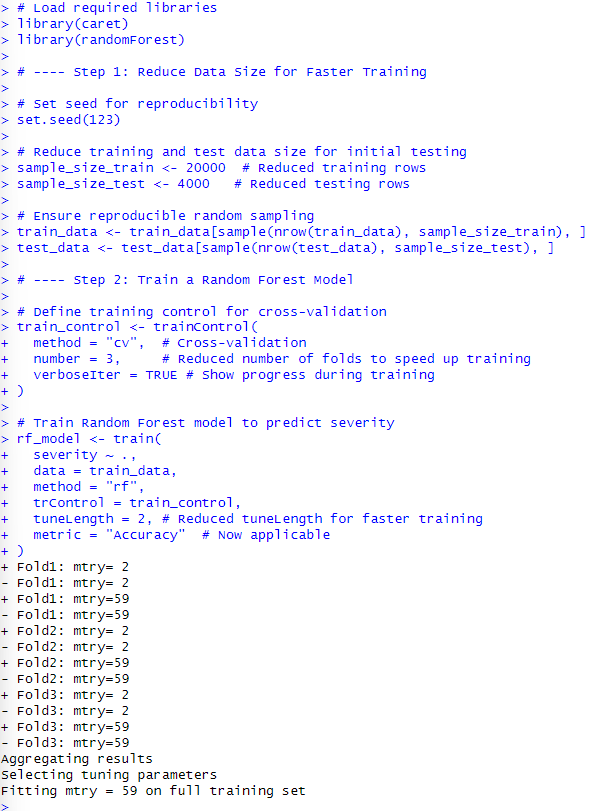 > # Load required libraries
> library(caret)
> library(randomForest)
>
> # ---- Step 1: Reduce Data Size for Faster Training
>
> # Set seed for reproducibility
> set.seed(123)
>
> # Reduce training and test data size for initial testing
> sample_size_train <- 20000  # Reduced training rows
> sample_size_test <- 4000   # Reduced testing rows
>
> # Ensure reproducible random sampling
> train_data <- train_data[sample(nrow(train_data), sample_size_train), ]
> test_data <- test_data[sample(nrow(test_data), sample_size_test), ]
>
> # ---- Step 2: Train a Random Forest Model
>
> # Define training control for cross-validation
> train_control <- trainControl(
+   method = "cv",  # Cross-validation
+   number = 3,     # Reduced number of folds to speed up training
+   verboseIter = TRUE # Show progress during training
+ )
>
> # Train Random Forest model to predict severity
> rf_model <- train(
+   severity ~ .,
+   data = train_data,
+   method = "rf",
+   trControl = train_control,
+   tuneLength = 2, # Reduced tuneLength for faster training
+   metric = "Accuracy"  # Now applicable
+ )
+ Fold1: mtry= 2
- Fold1: mtry= 2
+ Fold1: mtry=59
- Fold1: mtry=59
+ Fold2: mtry= 2
- Fold2: mtry= 2
+ Fold2: mtry=59
- Fold2: mtry=59
+ Fold3: mtry= 2
- Fold3: mtry= 2
+ Fold3: mtry=59
- Fold3: mtry=59
Aggregating results
Selecting tuning parameters
Fitting mtry = 59 on full training set
>